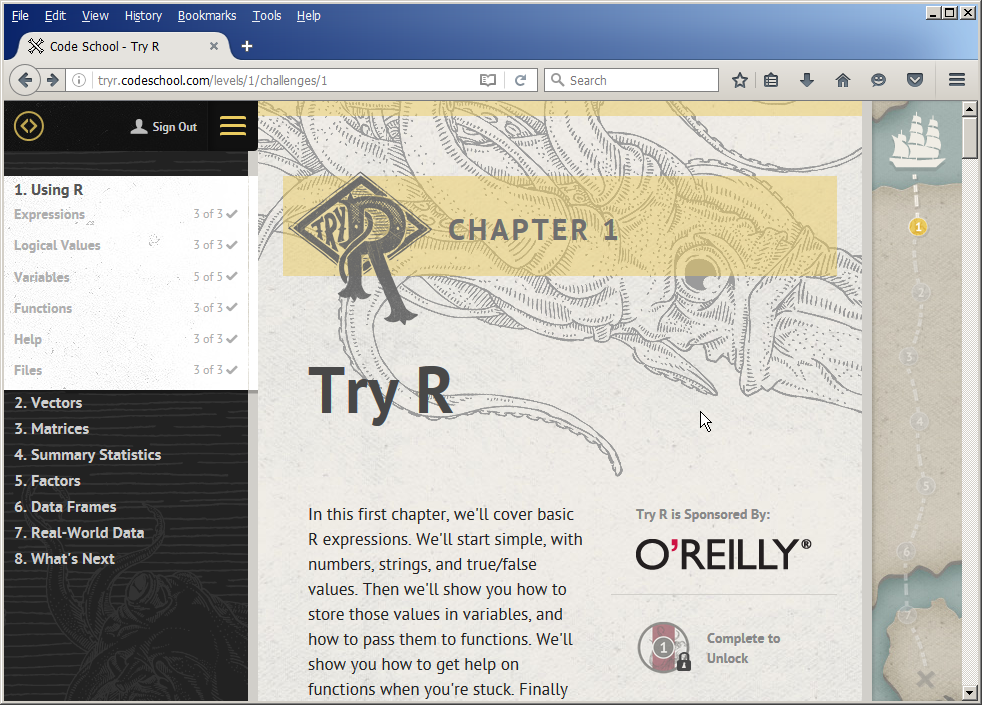 File Edit View History Bookmarks Tools Help
Code School - Try R
tryr.codeschool.com/levels/1/challenges/1
Search
Sign Out
1. Using R
Expressions 3 of 3
Logical Values 3 of 3
Variables 5 of 5
Functions 3 of 3
Help 3 of 3
Files 3 of 3
2. Vectors
3. Matrices
4. Summary Statistics
5. Factors
6. Data Frames
7. Real-World Data
8. What's Next
TRY R
CHAPTER 1
Try R
In this first chapter, we'll cover basic
R expressions. We'll start simple, with
numbers, strings, and true/false
values. Then we'll show you how to
store those values in variables, and
how to pass them to functions. We'll
show you how to get help on
functions when you're stuck. Finally
Try R is Sponsored By:
O'REILLY®
1
Complete to
Unlock
1
2
3
4
5
6
7